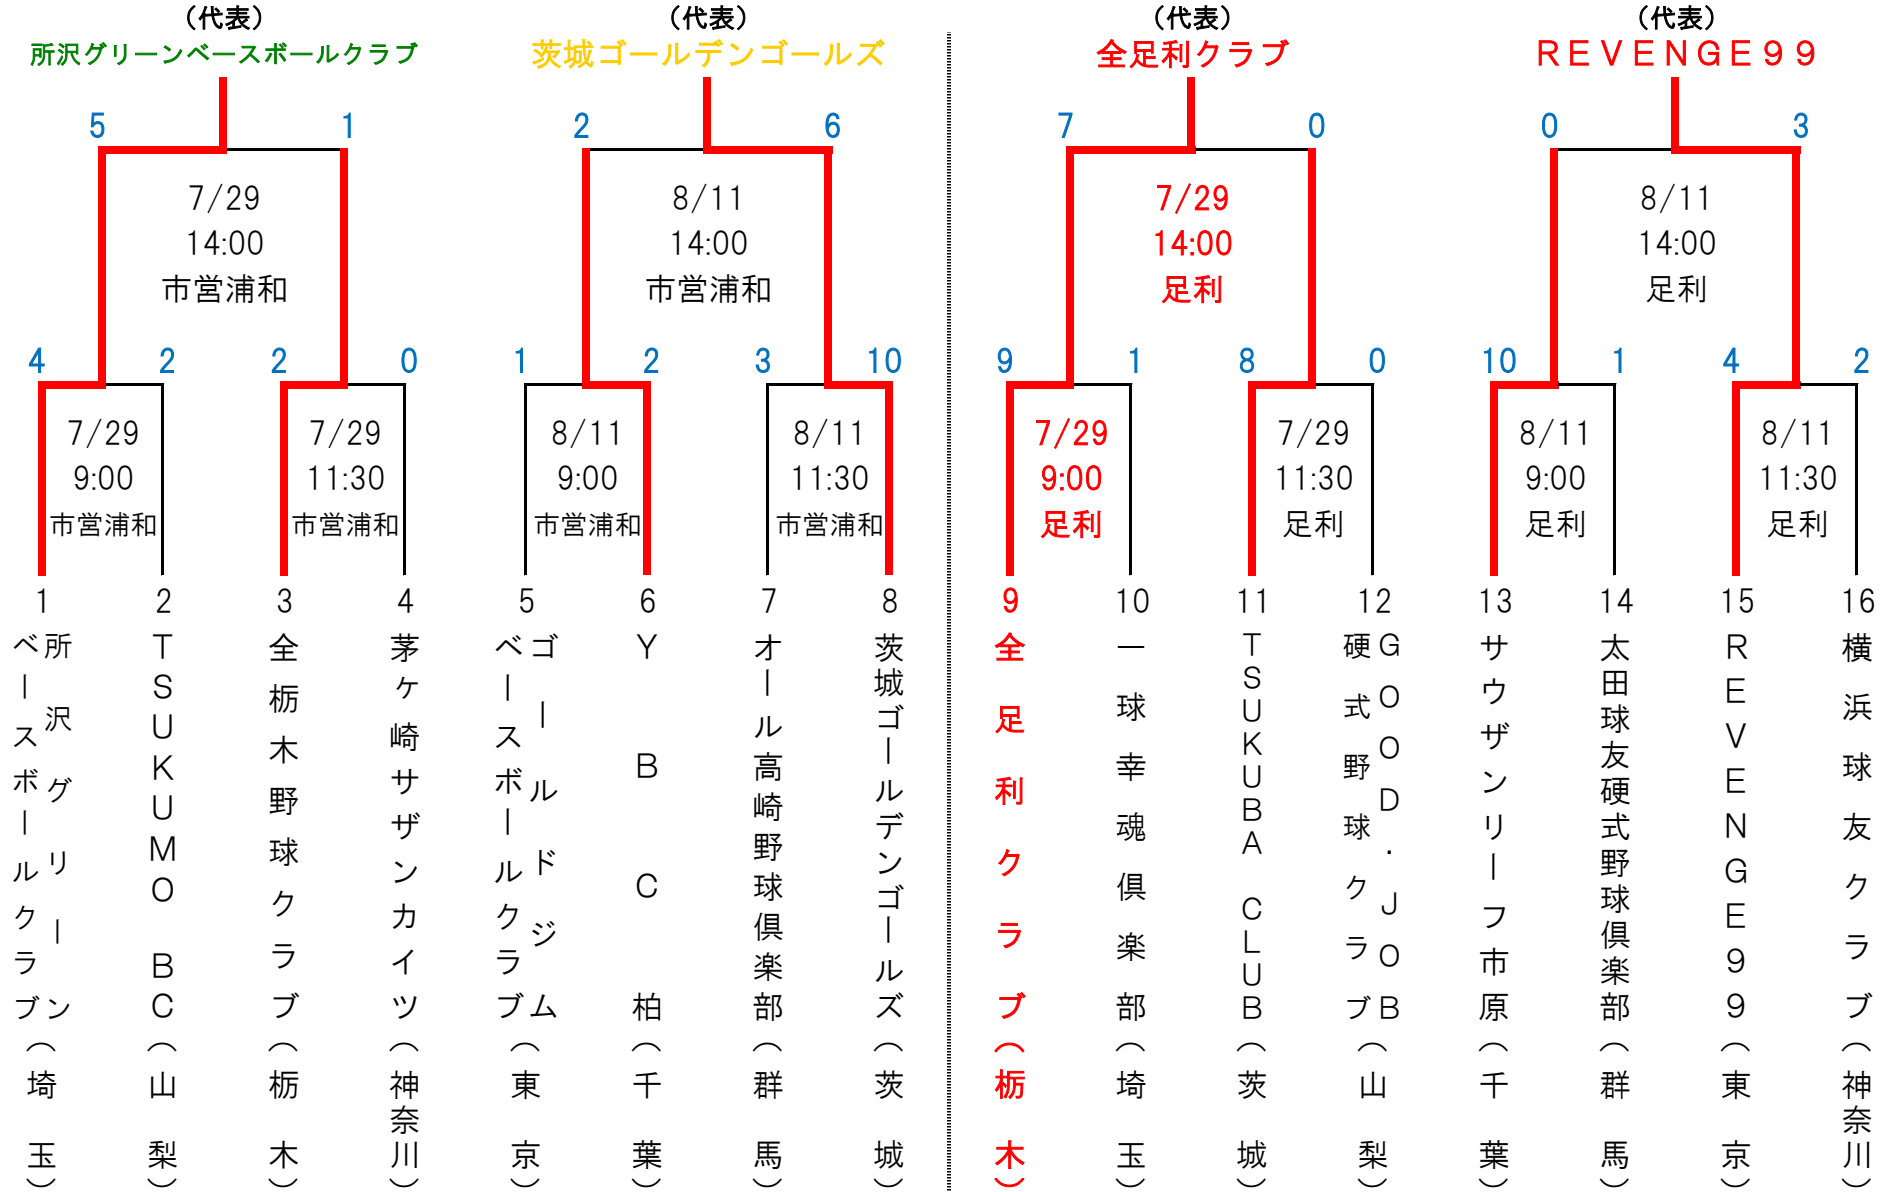 （代表）
所沢グリーンベースボールクラブ
（代表）
茨城ゴールデンゴールズ
（代表）
全足利クラブ
（代表）
ＲＥＶＥＮＧＥ９９
5 1
2 6
7 0
0 3
7/29
14:00
市営浦和
8/11
14:00
市営浦和
7/29
14:00
足利
8/11
14:00
足利
4 2
2 0
1 2
3 10
9 1
8 0
10 1
4 2
7/29
9:00
市営浦和
7/29
11:30
市営浦和
8/11
9:00
市営浦和
8/11
11:30
市営浦和
7/29
9:00
足利
7/29
11:30
足利
8/11
9:00
足利
8/11
11:30
足利
1
所沢グリーン
ベースボールクラブ
（埼玉）
2
ＴＳＵＫＵＭＯ　ＢＣ（山梨）
3
全栃木野球クラブ（栃木）
4
茅ヶ崎サザンカイツ（神奈川）
5
ゴールドジム
ベースボールクラブ
（東京）
6
ＹＢＣ柏（千葉）
7
オール高崎野球倶楽部（群馬）
8
茨城ゴールデンゴールズ（茨城）
9
全足利クラブ（栃木）
10
一球幸魂倶楽部（埼玉）
11
ＴＳＵＫＵＢＡ　ＣＬＵＢ（茨城）
12
ＧＯＯＤ・ＪＯＢ
硬式野球クラブ
（山梨）
13
サウザンリーフ市原（千葉）
14
太田球友硬式野球倶楽部（群馬）
15
ＲＥＶＥＮＧＥ９９（東京）
16
横浜球友クラブ（神奈川）